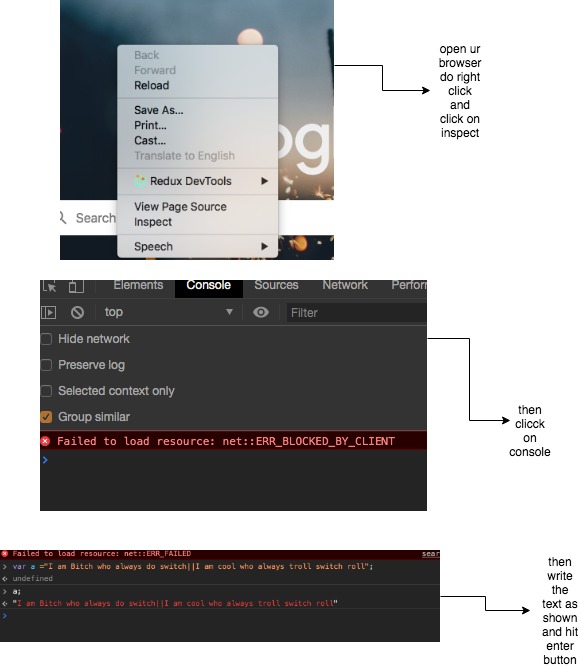 Back
Forward
Reload
Save As...
Print...
Cast...
Translate to English
Redux DevTools
View Page Source
Inspect
Speech
Search
og
open ur
browser
do right
click
and
click on
inspect
Elements Console Sources Network Perforr
top Filter
Hide network
Preserve log
Selected context only
Group similar
Failed to load resource: net::ERR_BLOCKED_BY_CLIENT
>
then
clicck
on
console
Failed to load resource: net::ERR_FAILED sear
> var a ="I am Bitch who always do switch||I am cool who always troll switch roll";
< undefined
> a;
< "I am Bitch who always do switch||I am cool who always troll switch roll"
>
then
write
the
text as
shown
and hit
enter
button